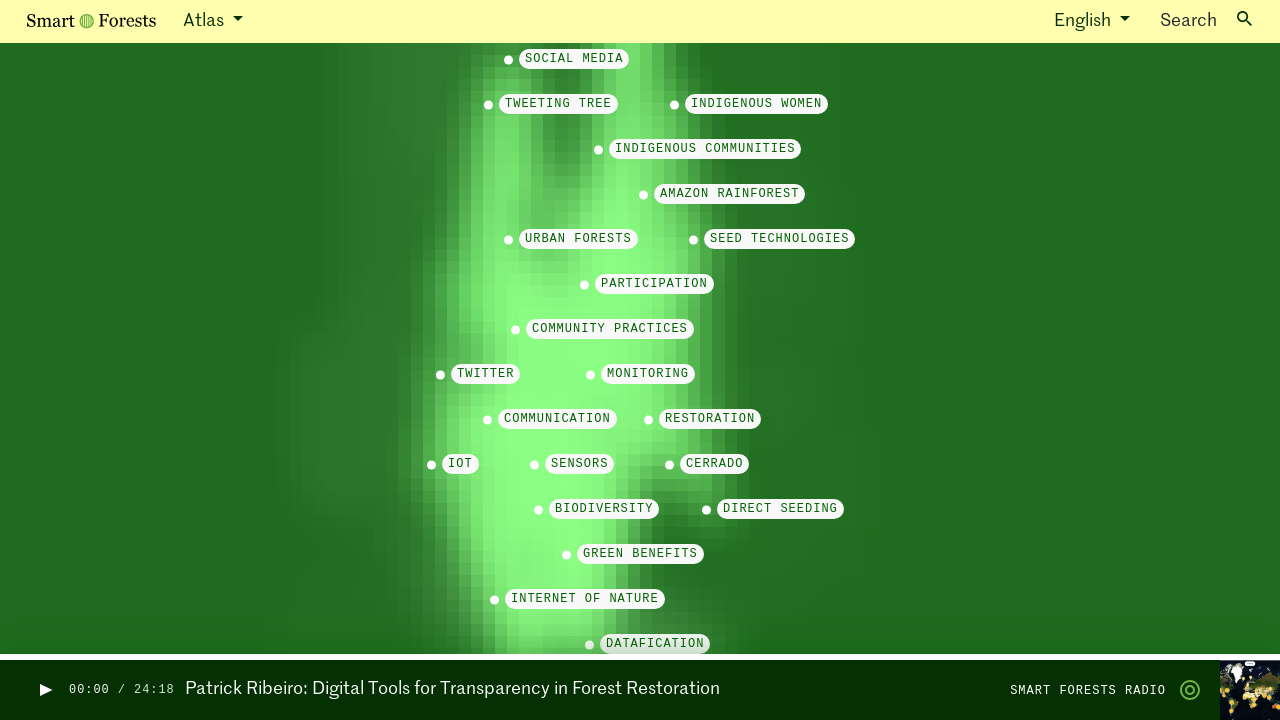 Smart Forests Atlas English Search
SOCIAL MEDIA
TWEETING TREE INDIGENOUS WOMEN
INDIGENOUS COMMUNITIES
AMAZON RAINFOREST
URBAN FORESTS SEED TECHNOLOGIES
PARTICIPATION
COMMUNITY PRACTICES
TWITTER MONITORING
COMMUNICATION RESTORATION
IOT SENSORS CERRADO
BIODIVERSITY DIRECT SEEDING
GREEN BENEFITS
INTERNET OF NATURE
DATAFICATION
00:00 / 24:18 Patrick Ribeiro: Digital Tools for Transparency in Forest Restoration SMART FORESTS RADIO